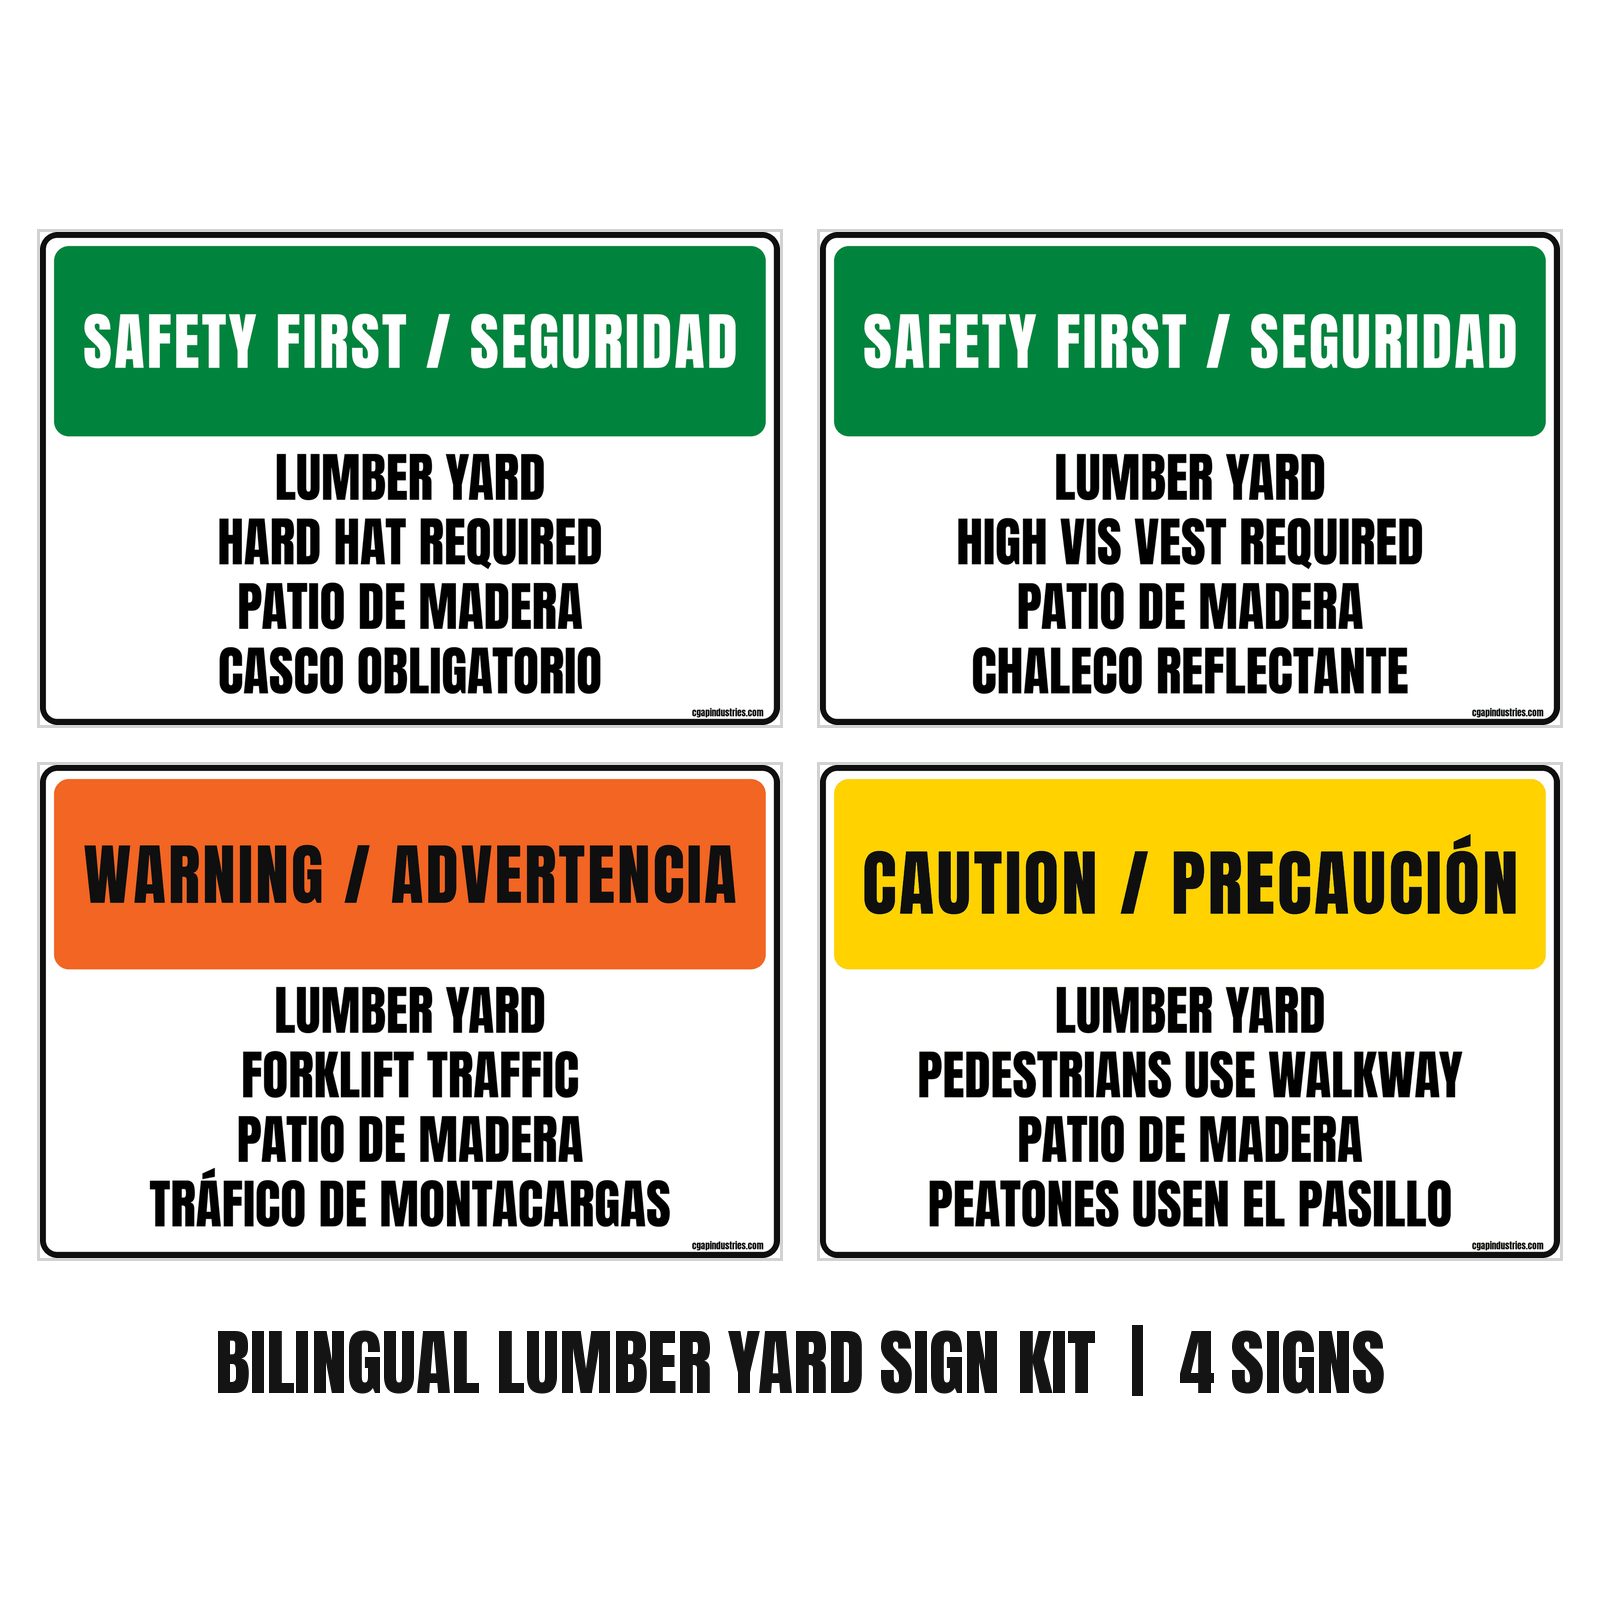 SAFETY FIRST / SEGURIDAD
LUMBER YARD
HARD HAT REQUIRED
PATIO DE MADERA
CASCO OBLIGATORIO
cgapindustries.com
SAFETY FIRST / SEGURIDAD
LUMBER YARD
HIGH VIS VEST REQUIRED
PATIO DE MADERA
CHALECO REFLECTANTE
cgapindustries.com
WARNING / ADVERTENCIA
LUMBER YARD
FORKLIFT TRAFFIC
PATIO DE MADERA
TRÁFICO DE MONTACARGAS
cgapindustries.com
CAUTION / PRECAUCIÓN
LUMBER YARD
PEDESTRIANS USE WALKWAY
PATIO DE MADERA
PEATONES USEN EL PASILLO
cgapindustries.com
BILINGUAL LUMBER YARD SIGN KIT | 4 SIGNS